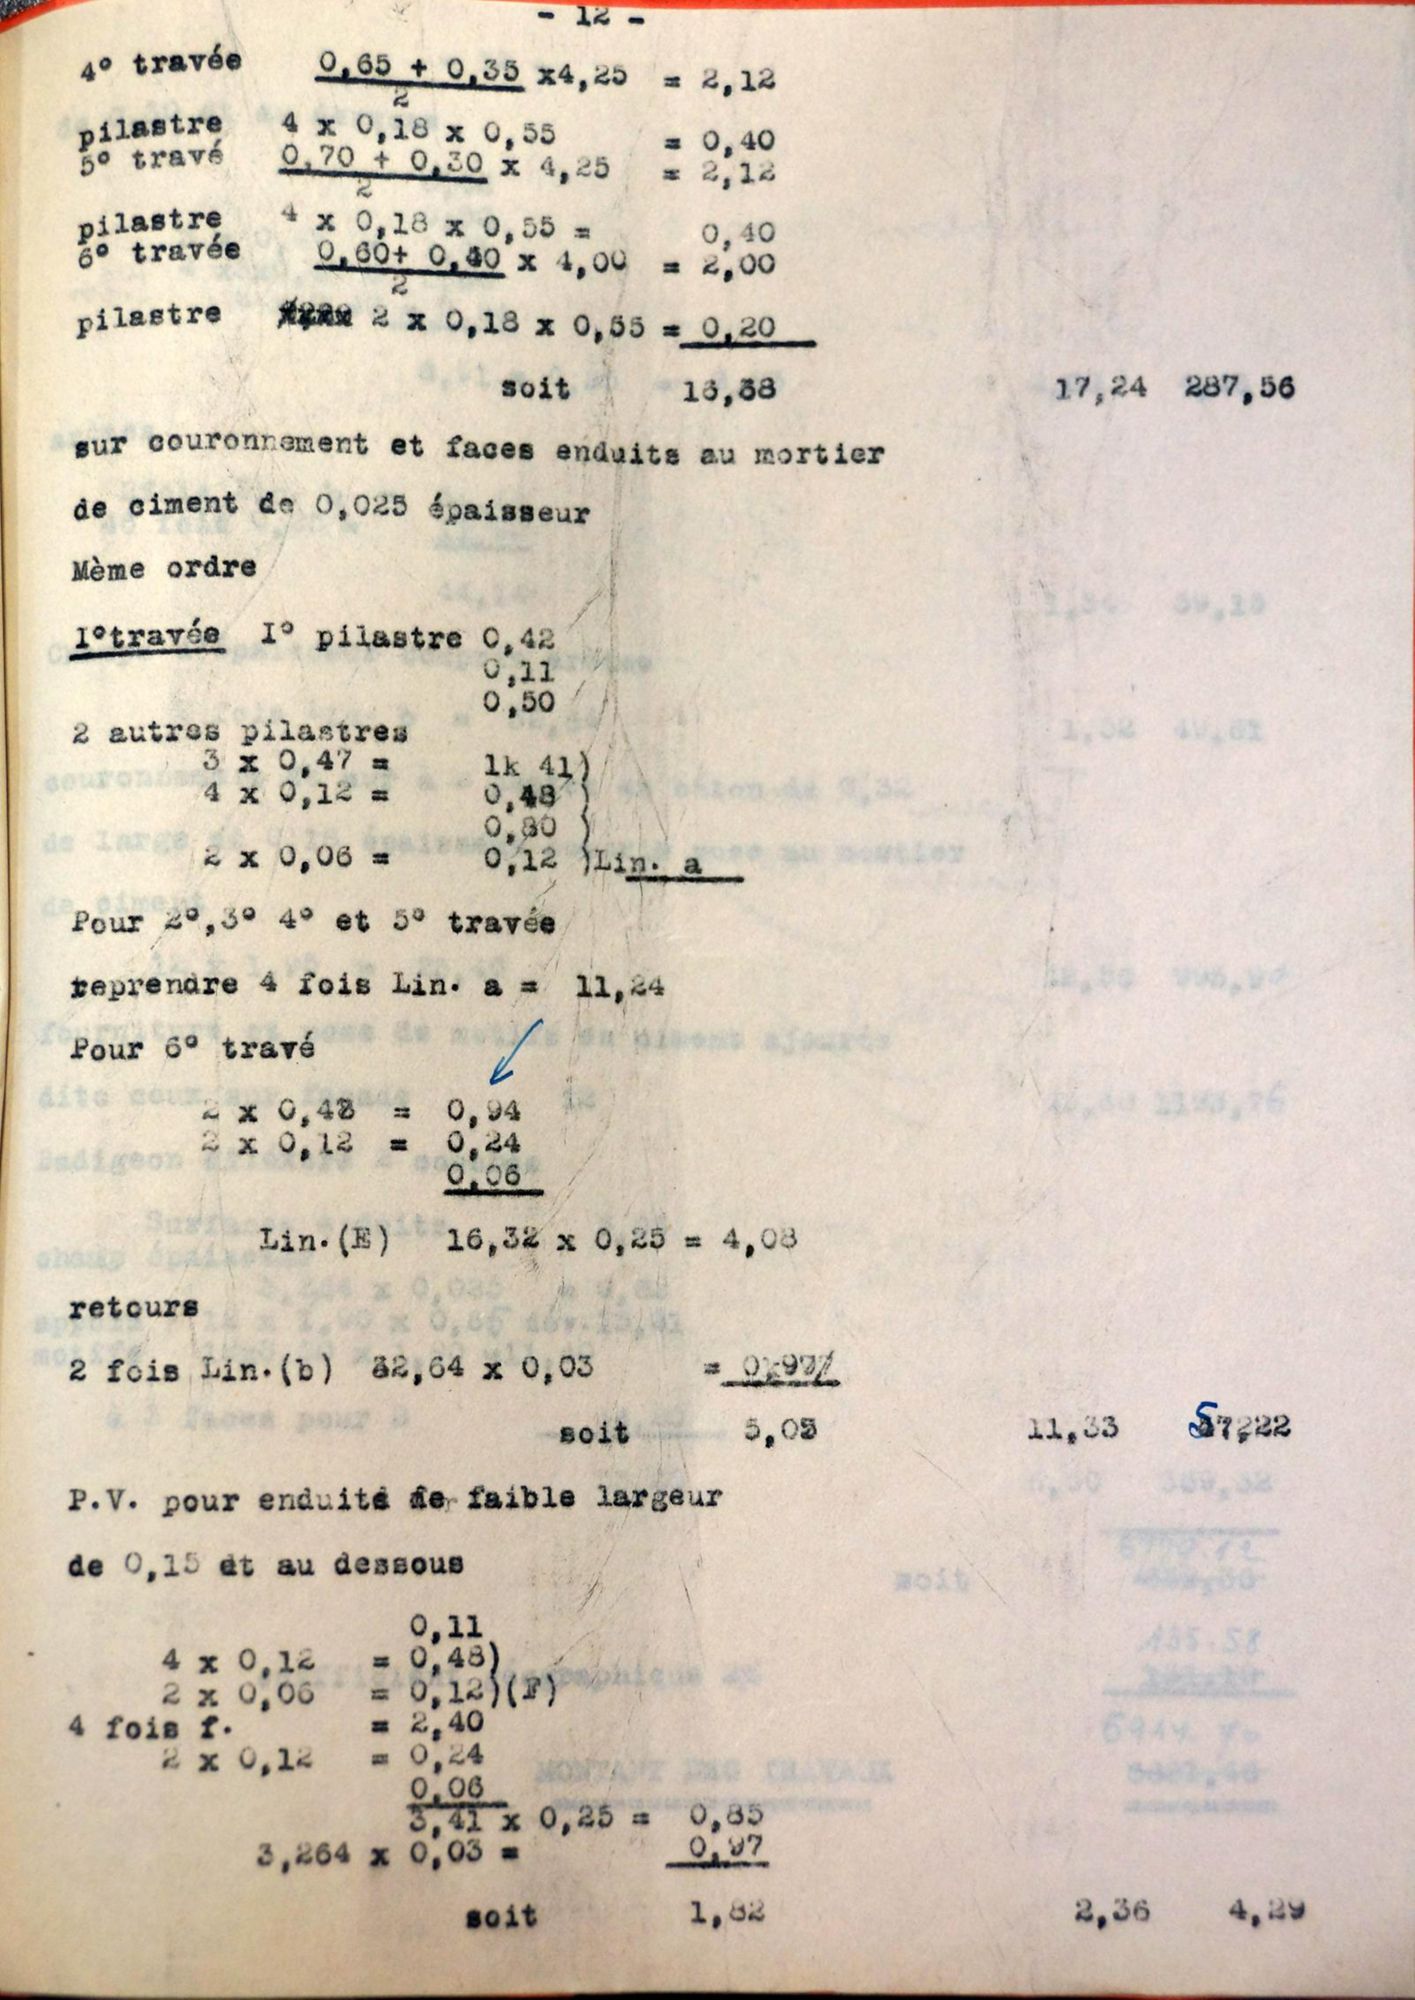 - 12 -
4° travée 0,65 + 0,35 x4,25 = 2,12
2
pilastre 4 x 0,18 x 0,55 = 0,40
5° travé 0,70 + 0,30 x 4,25 = 2,12
2
pilastre 4 x 0,18 x 0,55 = 0,40
6° travée 0,60+ 0,40 x 4,00 = 2,00
2
pilastre 2 x 0,18 x 0,55 = 0,20
soit 16,68 17,24 287,56
sur couronnement et faces enduits au mortier
de ciment de 0,025 épaisseur
Mème ordre
I°travée I° pilastre 0,42
0,11
0,50
2 autres pilastres
3 x 0,47 = 1k 41)
4 x 0,12 = 0,48 )
0,80 )
2 x 0,06 = 0,12 )Lin. a
Pour 2°,3° 4° et 5° travée
reprendre 4 fois Lin. a = 11,24
Pour 6° travé
2 x 0,48 = 0,94
2 x 0,12 = 0,24
0,06
Lin.(E) 16,32 x 0,25 = 4,08
retours
2 fois Lin.(b) 32,64 x 0,03 = 0,97
soit 5,05 11,33 57,22
P.V. pour enduits de faible largeur
de 0,15 et au dessous
0,11
4 x 0,12 = 0,48)
2 x 0,06 = 0,12)(F)
4 fois f. = 2,40
2 x 0,12 = 0,24
0,06
3,41 x 0,25 = 0,85
3,264 x 0,03 = 0,97
soit 1,82 2,36 4,29